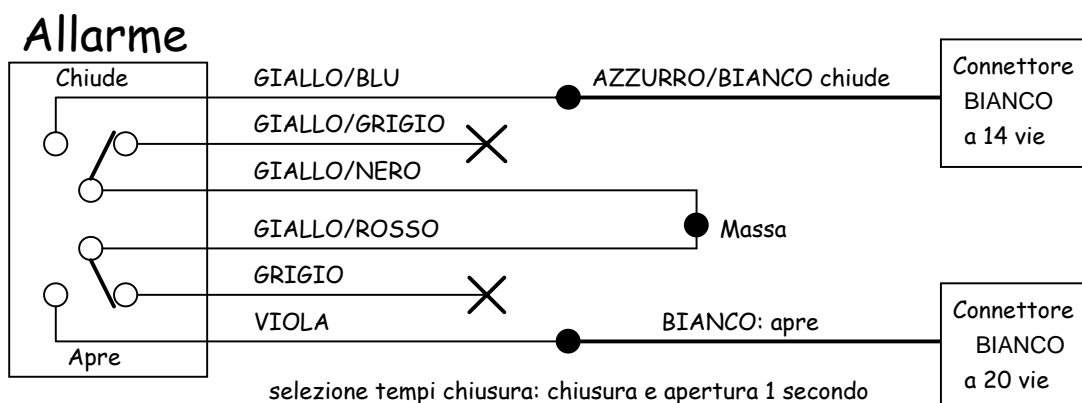 Allarme
Chiude
GIALLO/BLU
AZZURRO/BIANCO chiude
Connettore
BIANCO
a 14 vie
GIALLO/GRIGIO
GIALLO/NERO
GIALLO/ROSSO
Massa
GRIGIO
VIOLA
BIANCO: apre
Connettore
BIANCO
a 20 vie
Apre
selezione tempi chiusura: chiusura e apertura 1 secondo